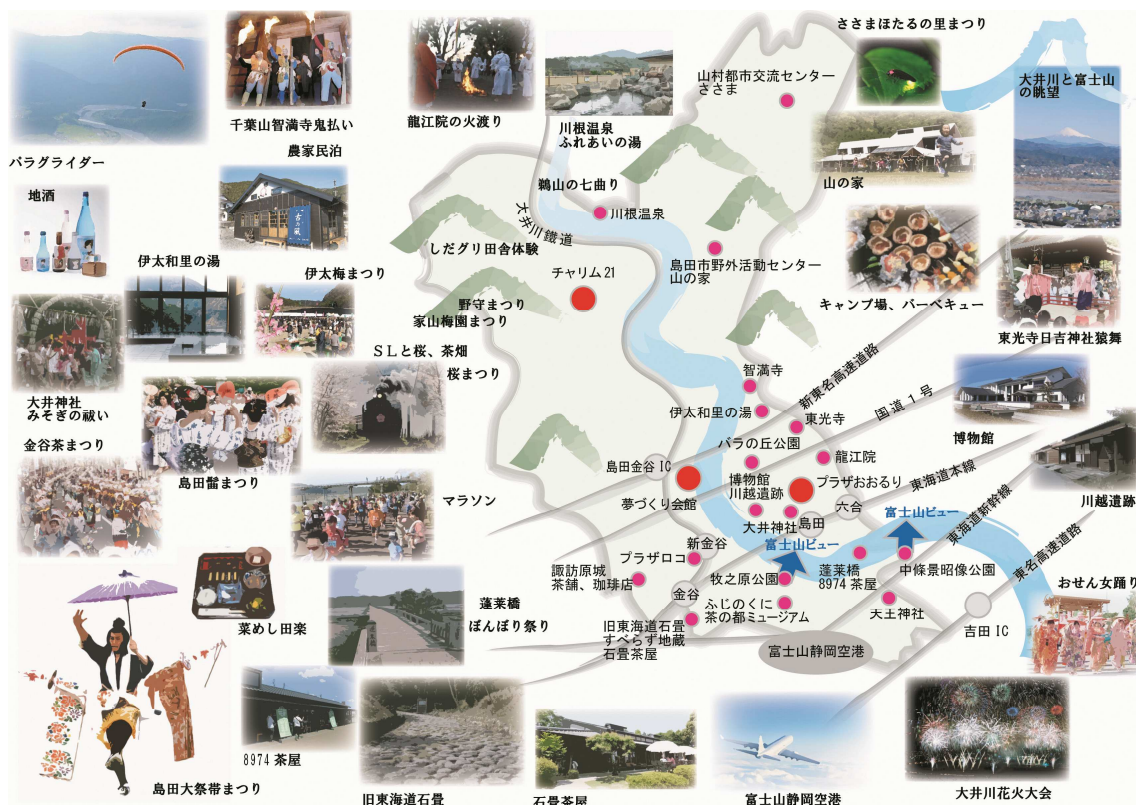 ささまほたるの里まつり
山村都市交流センター
ささま
大井川と富士山
の眺望
千葉山智満寺鬼払い
龍江院の火渡り
川根温泉
ふれあいの湯
農家民泊
パラグライダー
山の家
鵜山の七曲り
地酒
川根温泉
大井川鐵道
しだグリ田舎体験
島田市野外活動センター
山の家
伊太和里の湯
伊太梅まつり
チャリム21
キャンプ場、バーベキュー
野守まつり
家山梅園まつり
東光寺日吉神社猿舞
ＳＬと桜、茶畑
桜まつり
智満寺
新東名高速道路
国道1号
大井神社
みそぎの祓い
伊太和里の湯
東光寺
博物館
金谷茶まつり
バラの丘公園
龍江院
島田髷まつり
島田金谷IC
博物館
川越遺跡
プラザおおるり
東海道本線
川越遺跡
マラソン
夢づくり会館
六合
大井神社
島田
富士山ビュー
東海道新幹線
新金谷
富士山ビュー
東名高速道路
プラザロコ
諏訪原城
茶舗、珈琲店
牧之原公園
蓬莱橋
8974茶屋
中條景昭像公園
おせん女踊り
蓬莱橋
ぼんぼり祭り
金谷
ふじのくに
茶の都ミュージアム
天王神社
菜めし田楽
旧東海道石畳
すべらず地蔵
石畳茶屋
吉田IC
富士山静岡空港
8974茶屋
島田大祭帯まつり
旧東海道石畳
石畳茶屋
富士山静岡空港
大井川花火大会